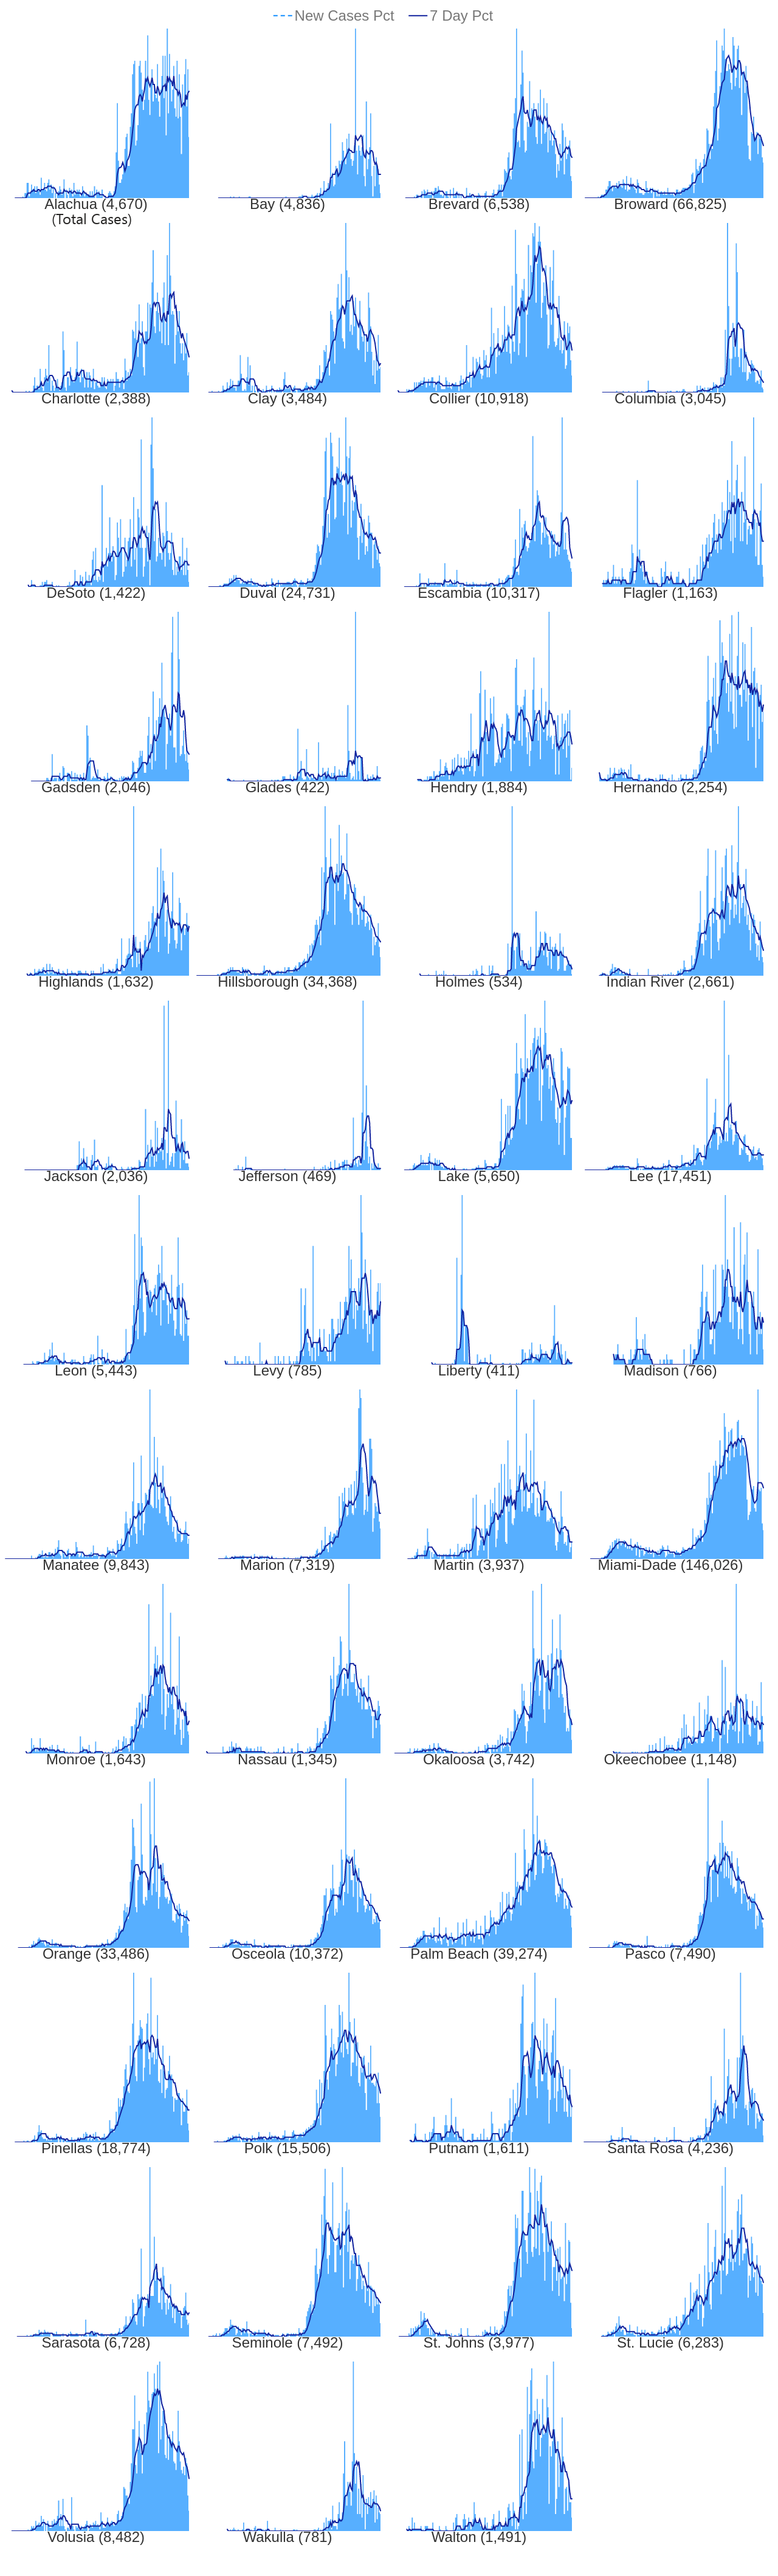 New Cases Pct 7 Day Pct
Alachua (4,670) Bay (4,836) Brevard (6,538) Broward (66,825)
(Total Cases)
Charlotte (2,388) Clay (3,484) Collier (10,918) Columbia (3,045)
DeSoto (1,422) Duval (24,731) Escambia (10,317) Flagler (1,163)
Gadsden (2,046) Glades (422) Hendry (1,884) Hernando (2,254)
Highlands (1,632) Hillsborough (34,368) Holmes (534) Indian River (2,661)
Jackson (2,036) Jefferson (469) Lake (5,650) Lee (17,451)
Leon (5,443) Levy (785) Liberty (411) Madison (766)
Manatee (9,843) Marion (7,319) Martin (3,937) Miami-Dade (146,026)
Monroe (1,643) Nassau (1,345) Okaloosa (3,742) Okeechobee (1,148)
Orange (33,486) Osceola (10,372) Palm Beach (39,274) Pasco (7,490)
Pinellas (18,774) Polk (15,506) Putnam (1,611) Santa Rosa (4,236)
Sarasota (6,728) Seminole (7,492) St. Johns (3,977) St. Lucie (6,283)
Volusia (8,482) Wakulla (781) Walton (1,491)